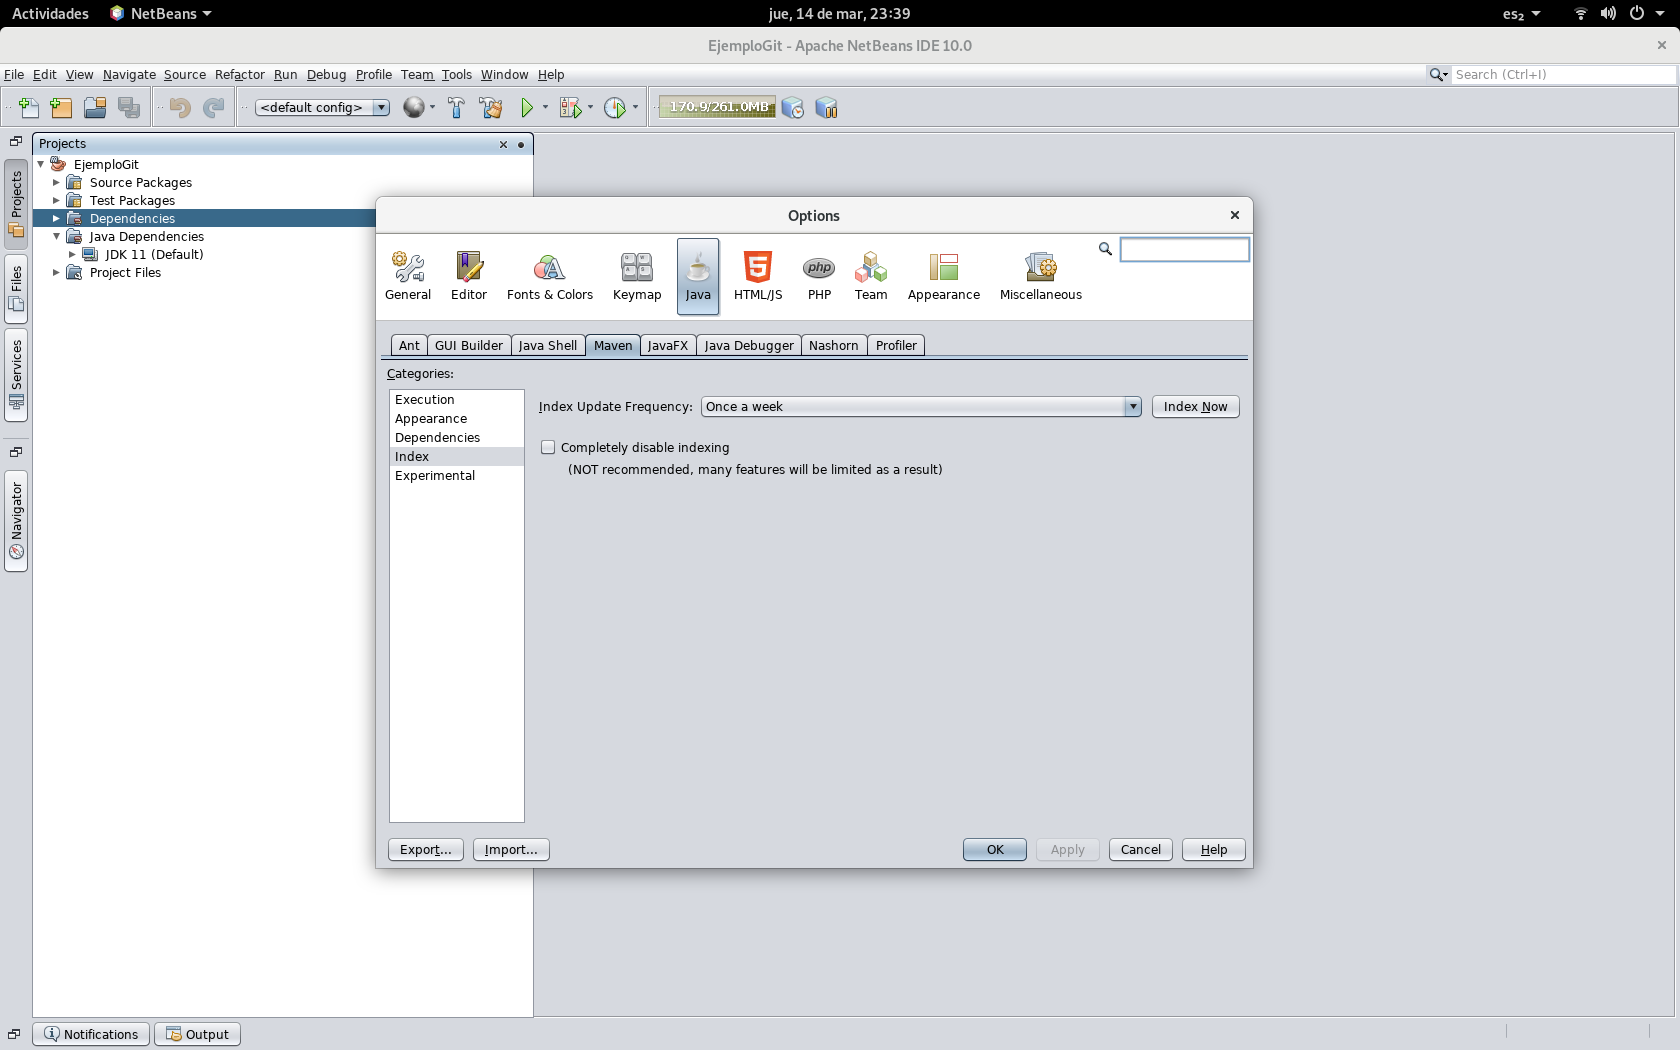 Actividades NetBeans jue, 14 de mar, 23:39 es₂
EjemploGit - Apache NetBeans IDE 10.0
File Edit View Navigate Source Refactor Run Debug Profile Team Tools Window Help Search (Ctrl+I)
<default config> 170.9/261.0MB
Projects
EjemploGit
Source Packages
Test Packages
Dependencies
Java Dependencies
JDK 11 (Default)
Project Files
Projects
Files
Services
Navigator
Options
General Editor Fonts & Colors Keymap Java HTML/JS PHP Team Appearance Miscellaneous
php
Ant GUI Builder Java Shell Maven JavaFX Java Debugger Nashorn Profiler
Categories:
Execution
Appearance
Dependencies
Index
Experimental
Index Update Frequency: Once a week Index Now
Completely disable indexing
(NOT recommended, many features will be limited as a result)
Export... Import... OK Apply Cancel Help
Notifications Output